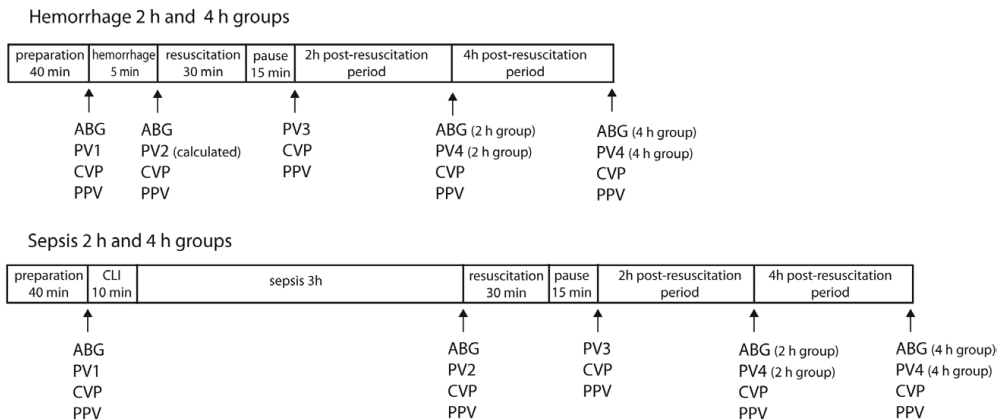 Hemorrhage 2 h and 4 h groups
preparation hemorrhage resuscitation pause 2h post-resuscitation 4h post-resuscitation
40 min 5 min 30 min 15 min period period
ABG ABG PV3 ABG (2 h group) ABG (4 h group)
PV1 PV2 (calculated) CVP PV4 (2 h group) PV4 (4 h group)
CVP CVP PPV CVP CVP
PPV PPV PPV PPV
Sepsis 2 h and 4 h groups
preparation CLI sepsis 3h resuscitation pause 2h post-resuscitation 4h post-resuscitation
40 min 10 min 30 min 15 min period period
ABG ABG PV3 ABG (2 h group) ABG (4 h group)
PV1 PV2 CVP PV4 (2 h group) PV4 (4 h group)
CVP CVP PPV CVP CVP
PPV PPV PPV PPV